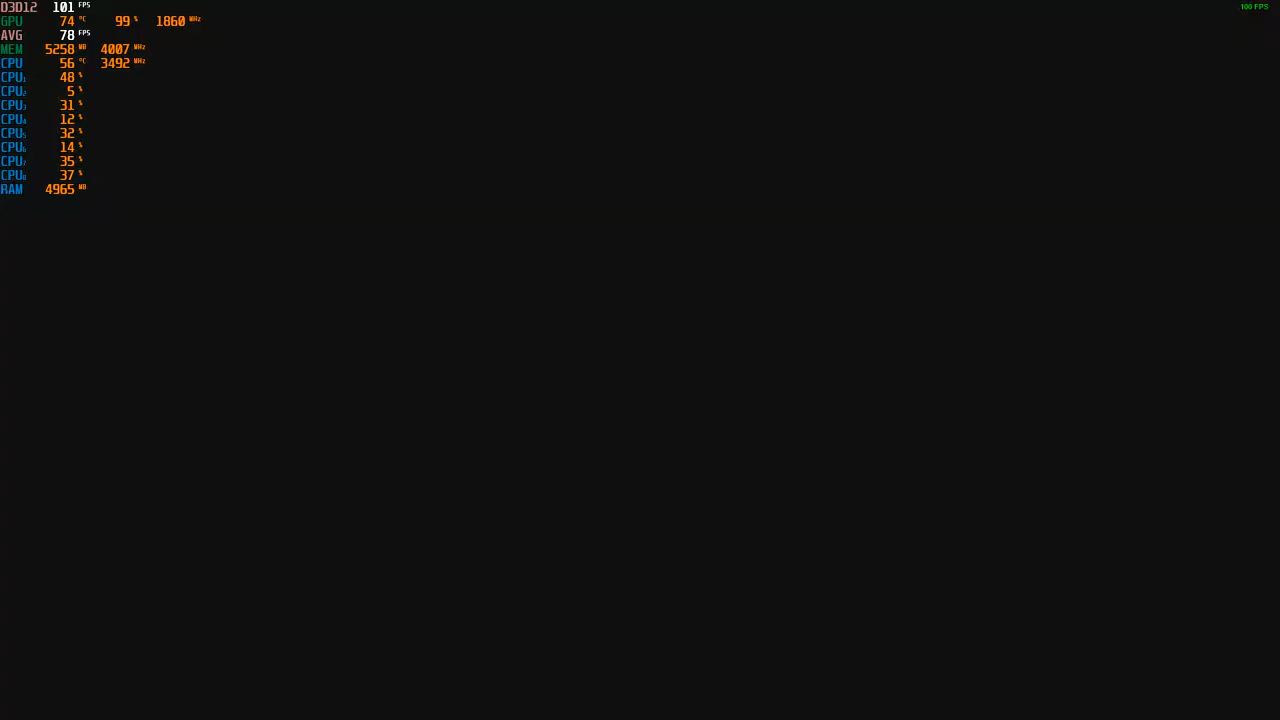 D3D12 101 FPS 100 FPS
GPU 74 °C 99 % 1860 MHz
AVG 78 FPS
MEM 5258 MB 4007 MHz
CPU 56 °C 3492 MHz
CPU1 48 %
CPU2 5 %
CPU3 31 %
CPU4 12 %
CPU5 32 %
CPU6 14 %
CPU7 35 %
CPU8 37 %
RAM 4965 MB